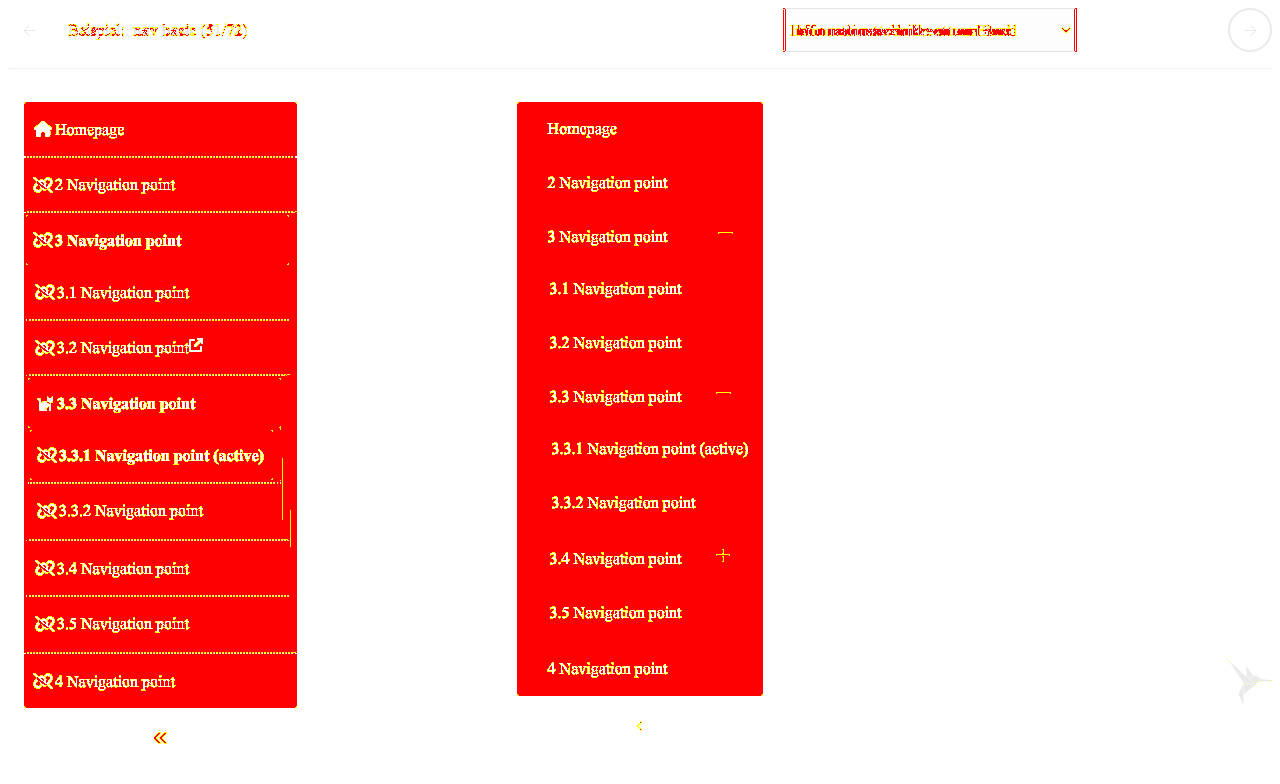 Beispiel: nav basis (51/72)
Homepage
2 Navigation point
3 Navigation point
3.1 Navigation point
3.2 Navigation point
3.3 Navigation point
3.3.1 Navigation point (active)
3.3.2 Navigation point
3.4 Navigation point
3.5 Navigation point
4 Navigation point
«
Homepage
2 Navigation point
3 Navigation point
3.1 Navigation point
3.2 Navigation point
3.3 Navigation point
3.3.1 Navigation point (active)
3.3.2 Navigation point
3.4 Navigation point
3.5 Navigation point
4 Navigation point
‹